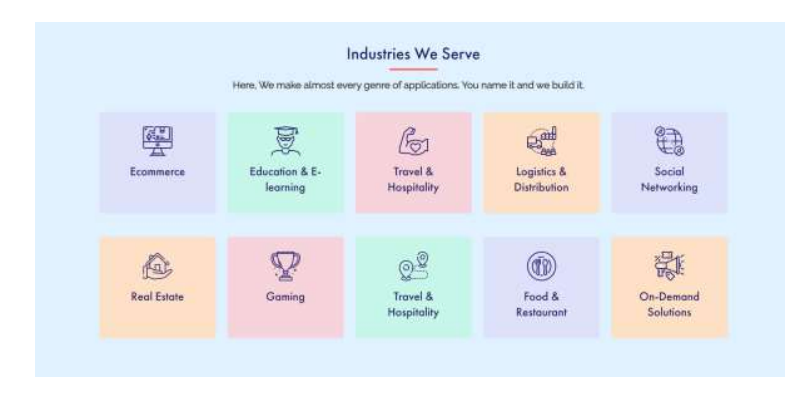 Industries We Serve
Here, We make almost every genre of applications. You name it and we build it.
Ecommerce
Education & E-
learning
Travel &
Hospitality
Logistics &
Distribution
Social
Networking
Real Estate
Gaming
Travel &
Hospitality
Food &
Restaurant
On-Demand
Solutions